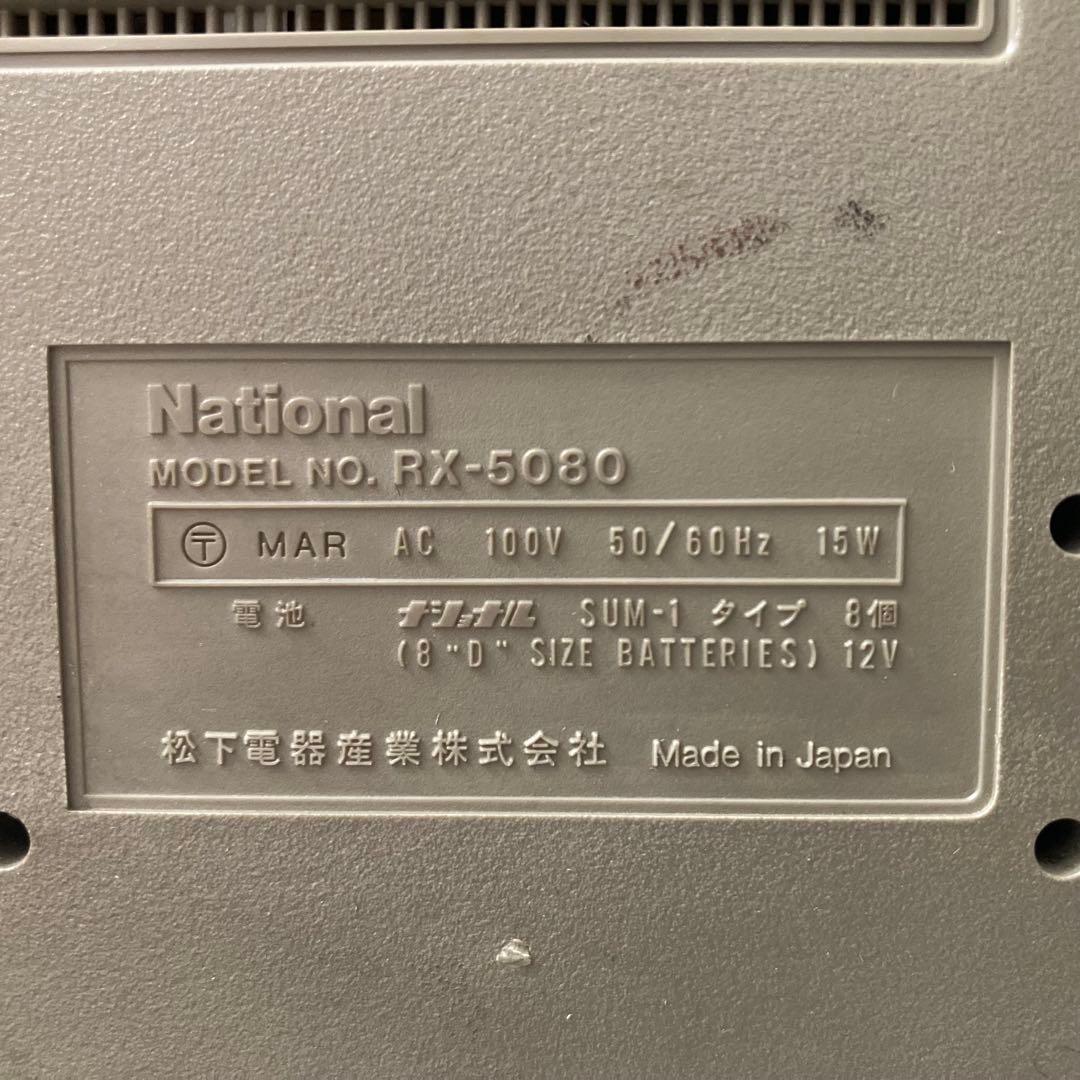 National
MODEL NO. RX-5080
〒 MAR AC 100V 50/60Hz 15W
電池 ナショナル SUM-1 タイプ 8個
(8 "D" SIZE BATTERIES) 12V
松下電器産業株式会社 Made in Japan